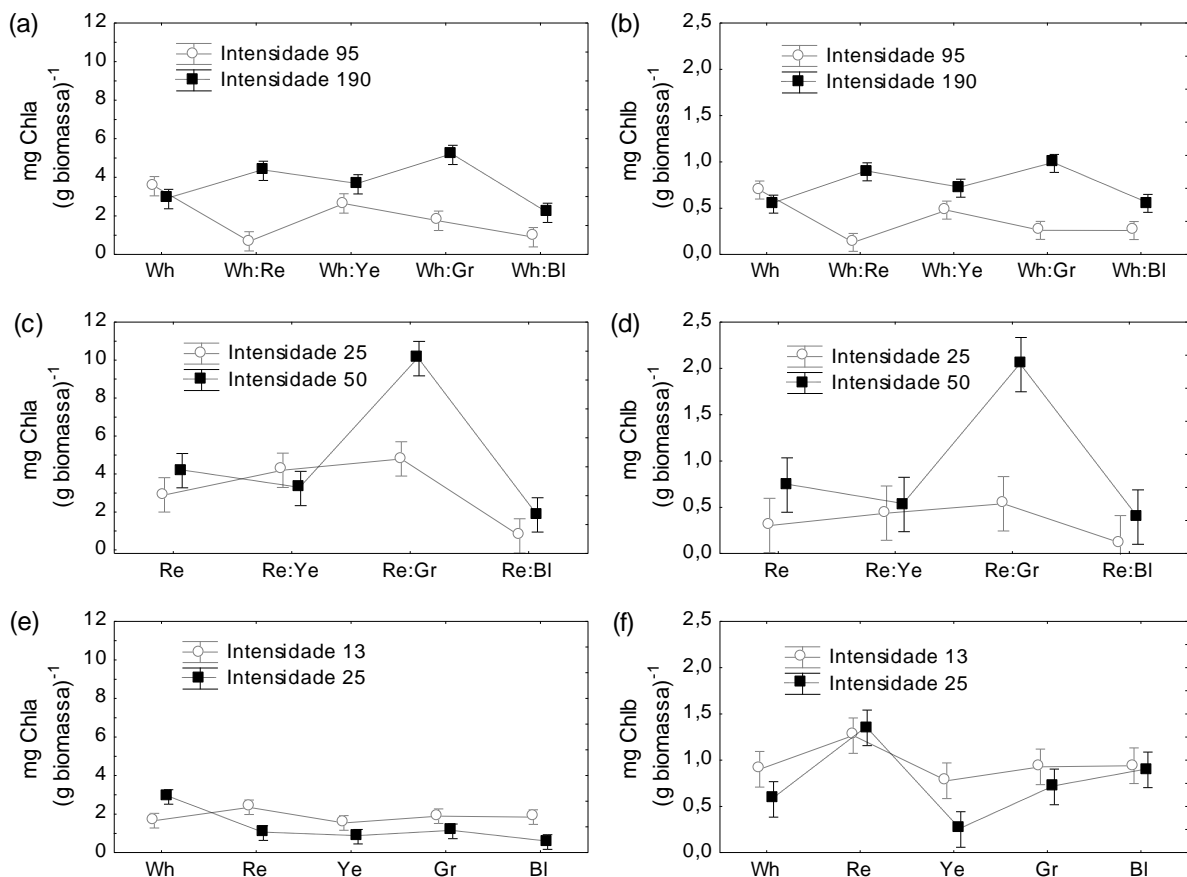 (a)
12
10
8
6
4
2
0
mg Chla
(g biomassa)⁻¹
Intensidade 95
Intensidade 190
Wh Wh:Re Wh:Ye Wh:Gr Wh:Bl
(b)
2,5
2,0
1,5
1,0
0,5
0,0
mg Chlb
(g biomassa)⁻¹
Intensidade 95
Intensidade 190
Wh Wh:Re Wh:Ye Wh:Gr Wh:Bl
(c)
12
10
8
6
4
2
0
mg Chla
(g biomassa)⁻¹
Intensidade 25
Intensidade 50
Re Re:Ye Re:Gr Re:Bl
(d)
2,5
2,0
1,5
1,0
0,5
0,0
mg Chlb
(g biomassa)⁻¹
Intensidade 25
Intensidade 50
Re Re:Ye Re:Gr Re:Bl
(e)
12
10
8
6
4
2
0
mg Chla
(g biomassa)⁻¹
Intensidade 13
Intensidade 25
Wh Re Ye Gr Bl
(f)
2,5
2,0
1,5
1,0
0,5
0,0
mg Chlb
(g biomassa)⁻¹
Intensidade 13
Intensidade 25
Wh Re Ye Gr Bl